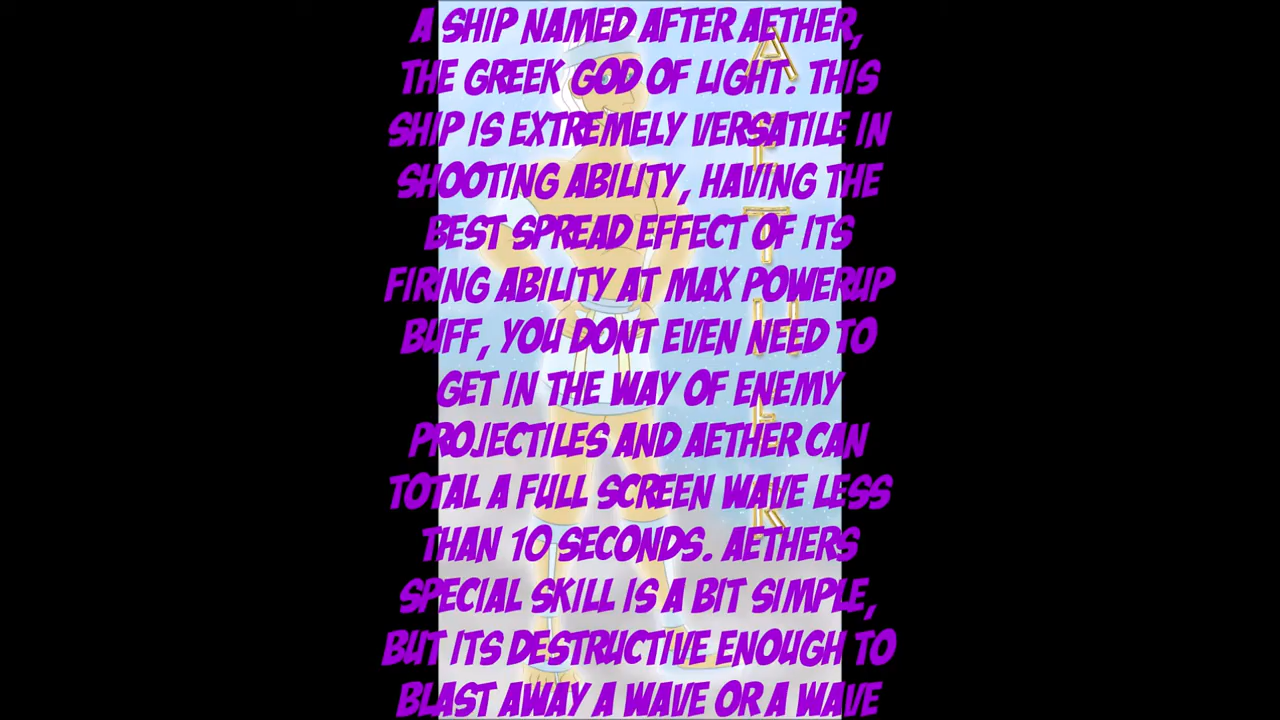 A SHIP NAMED AFTER AETHER,
THE GREEK GOD OF LIGHT. THIS
SHIP IS EXTREMELY VERSATILE IN
SHOOTING ABILITY, HAVING THE
BEST SPREAD EFFECT OF ITS
FIRING ABILITY AT MAX POWERUP
BUFF, YOU DONT EVEN NEED TO
GET IN THE WAY OF ENEMY
PROJECTILES AND AETHER CAN
TOTAL A FULL SCREEN WAVE LESS
THAN 10 SECONDS. AETHERS
SPECIAL SKILL IS A BIT SIMPLE,
BUT ITS DESTRUCTIVE ENOUGH TO
BLAST AWAY A WAVE OR A WAVE
AETHER